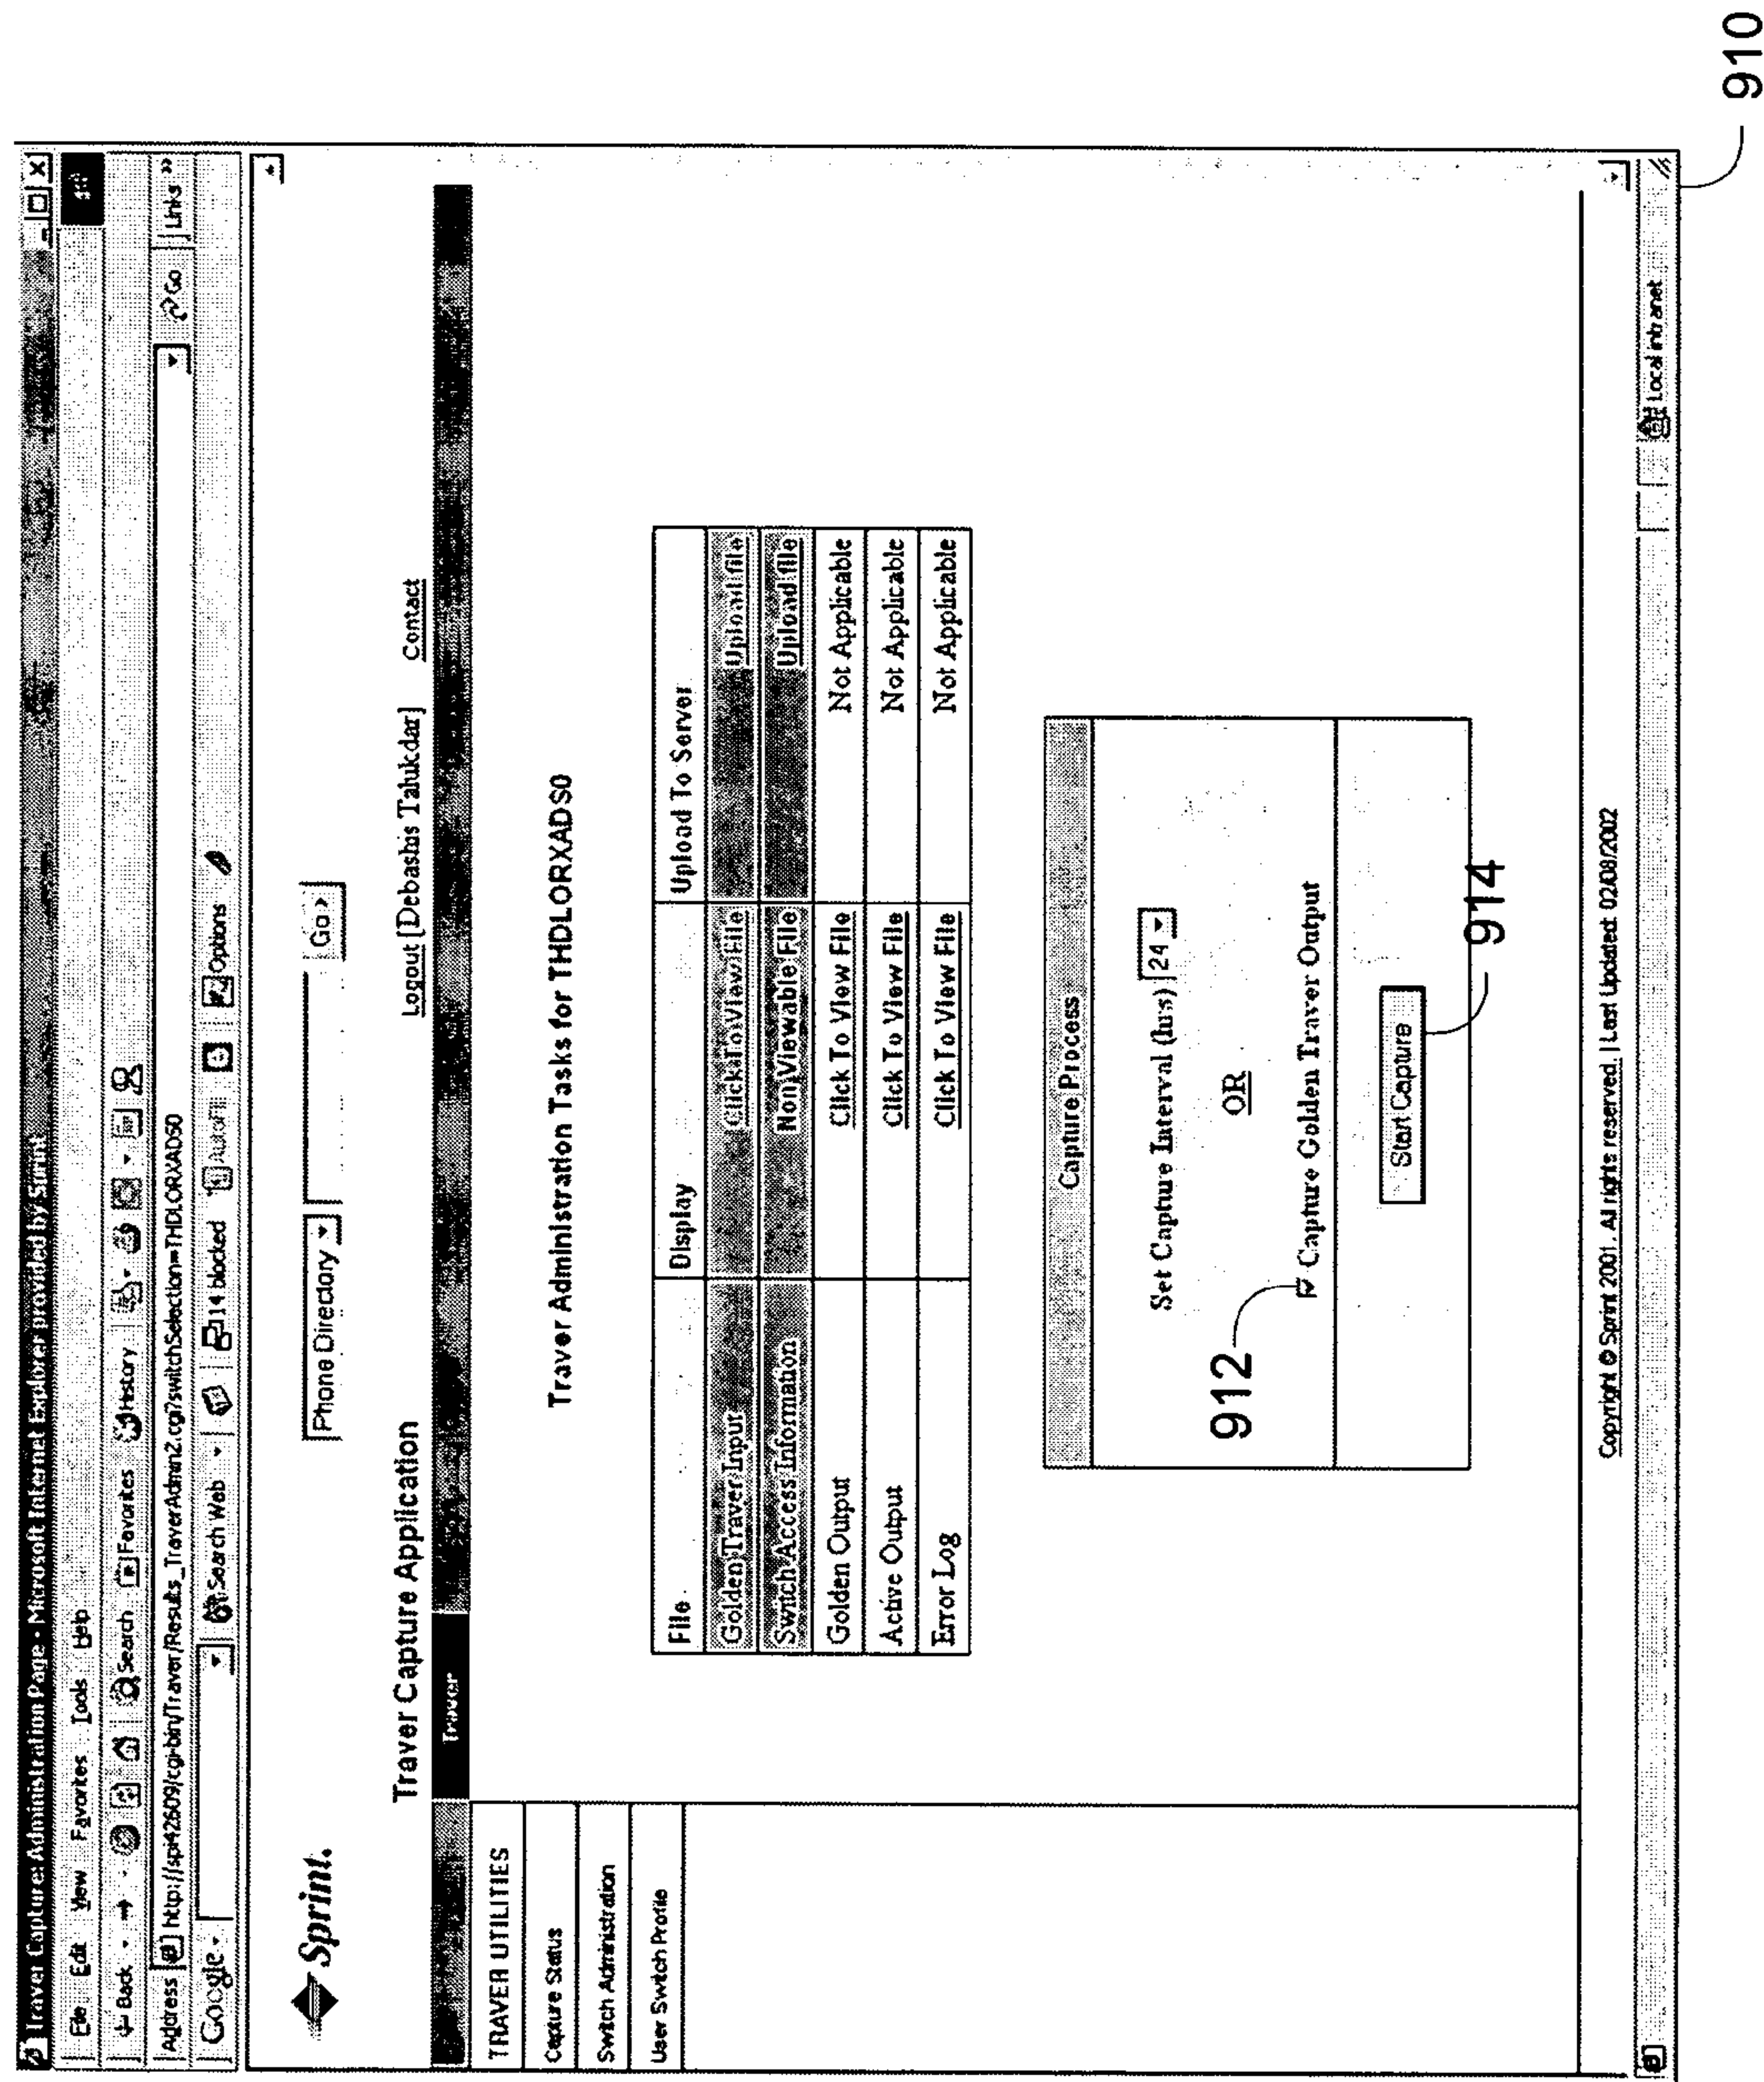 Traver Capture: Administration Page - Microsoft Internet Explorer provided by Sprint
File Edit View Favorites Tools Help
Back Search Favorites History
Address http://spi42609/cgi-bin/Traver/Results_TraverAdmin2.cgi?switchSelection=THDLORXADS0 Go Links »
Google Search Web 14 blocked AutoFill Options
Sprint. Phone Directory Go >
Traver Capture Application Logout [Debashis Talukdar] Contact
Traver
TRAVER UTILITIES
Capture Status
Switch Administration
User Switch Profile
Traver Administration Tasks for THDLORXADS0
File Display Upload To Server
Golden Traver Input Click To View File Upload file
Switch Access Information Non Viewable File Upload file
Golden Output Click To View File Not Applicable
Active Output Click To View File Not Applicable
Error Log Click To View File Not Applicable
Capture Process
Set Capture Interval (hrs) 24
OR
912
Capture Golden Traver Output
Start Capture
914
Copyright © Sprint 2001. All rights reserved. | Last Updated: 02/08/2002
Local intranet
910